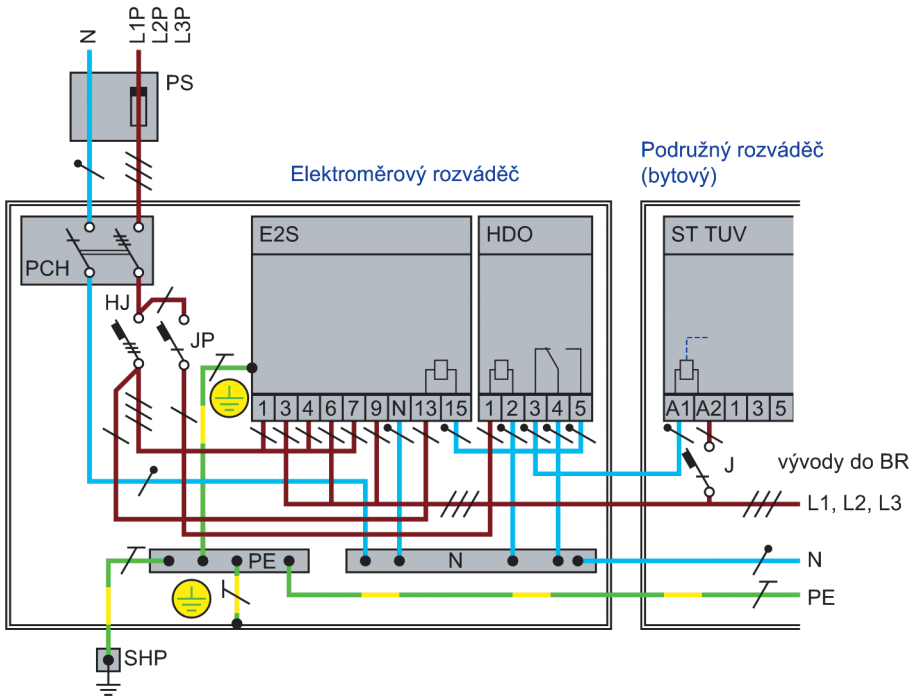 N
L1P
L2P
L3P
PS
Elektroměrový rozváděč
Podružný rozváděč
(bytový)
PCH
E2S
HDO
ST TUV
HJ
JP
1 3 4 6 7 9 N 13 15
1 2 3 4 5
A1 A2 1 3 5
J
vývody do BR
L1, L2, L3
PE
N
N
PE
SHP